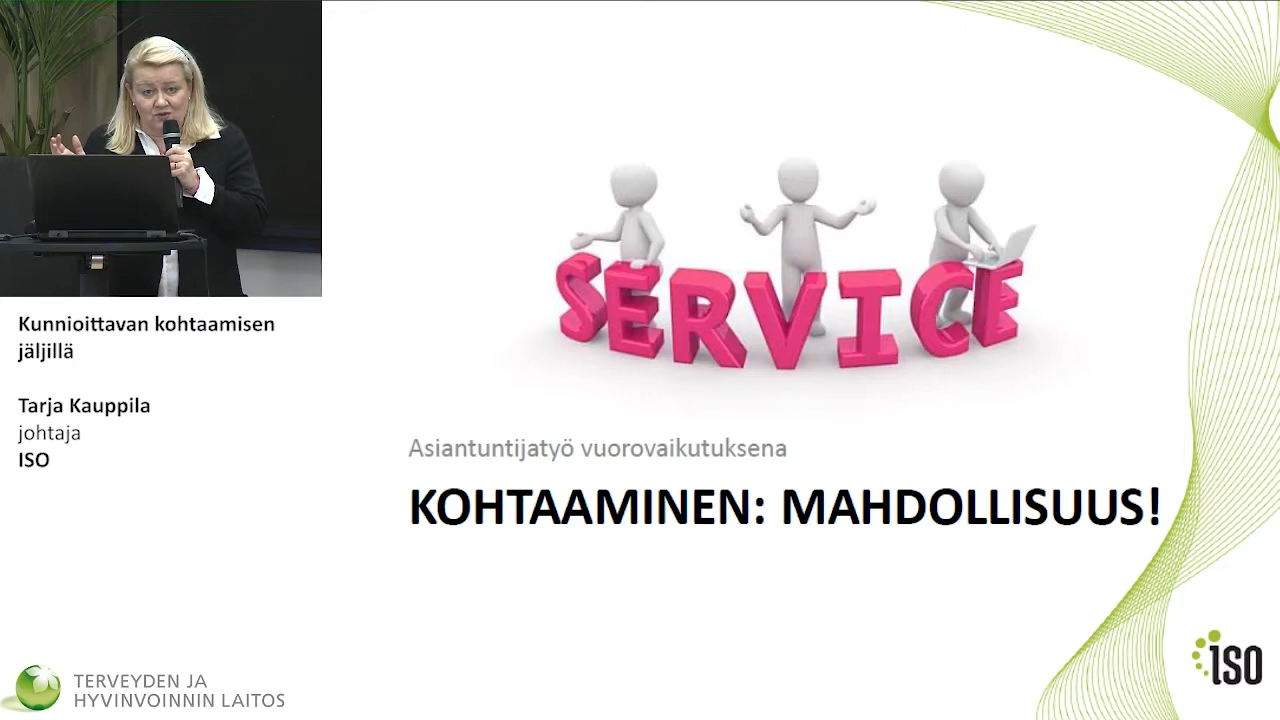 Kunnioittavan kohtaamisen
jäljillä
Tarja Kauppila
johtaja
ISO
SERVICE
Asiantuntijatyö vuorovaikutuksena
KOHTAAMINEN: MAHDOLLISUUS!
TERVEYDEN JA
HYVINVOINNIN LAITOS
iso